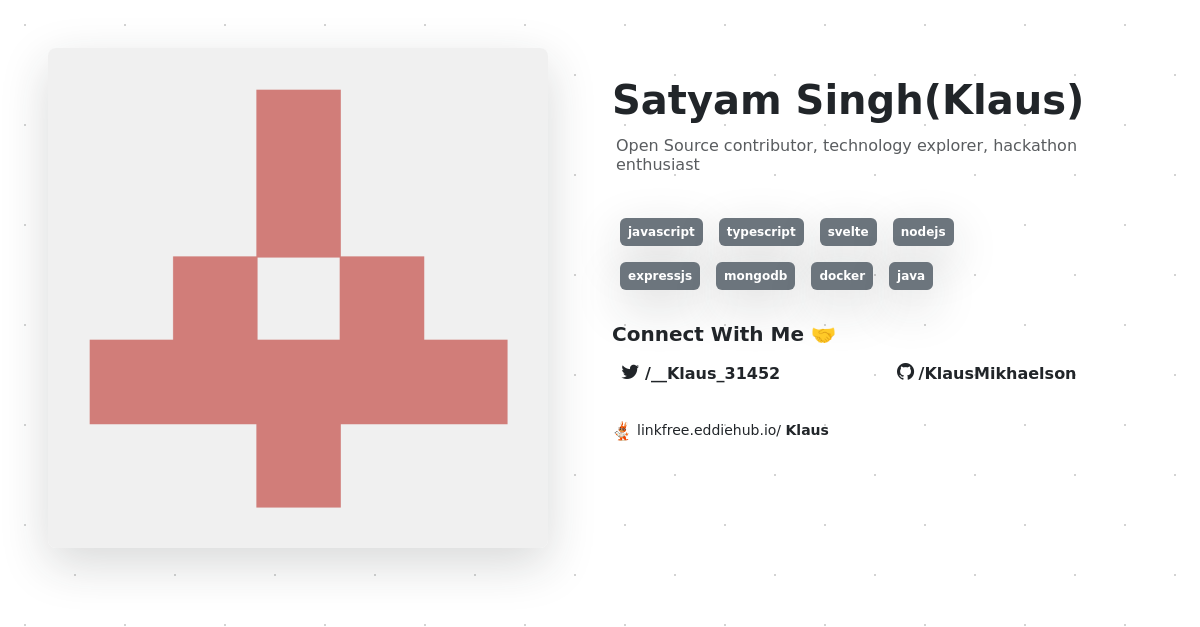 Satyam Singh(Klaus)
Open Source contributor, technology explorer, hackathon
enthusiast
javascript typescript svelte nodejs
expressjs mongodb docker java
Connect With Me 🤝
/__Klaus_31452 /KlausMikhaelson
linkfree.eddiehub.io/ Klaus